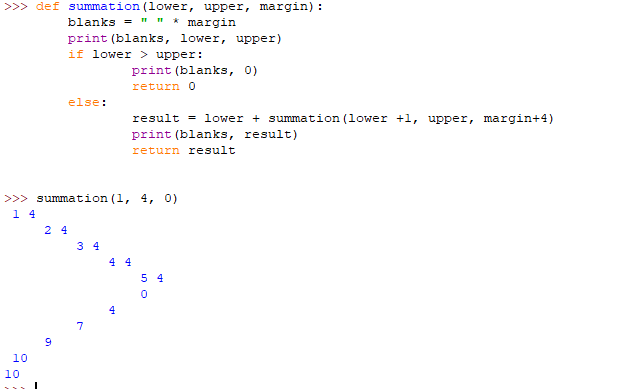 >>> def summation(lower, upper, margin):
        blanks = " " * margin
        print(blanks, lower, upper)
        if lower > upper:
                print(blanks, 0)
                return 0
        else:
                result = lower + summation(lower +1, upper, margin+4)
                print(blanks, result)
                return result

>>> summation(1, 4, 0)
 1 4
     2 4
         3 4
             4 4
                 5 4
                 0
             4
         7
     9
 10
10
>>>